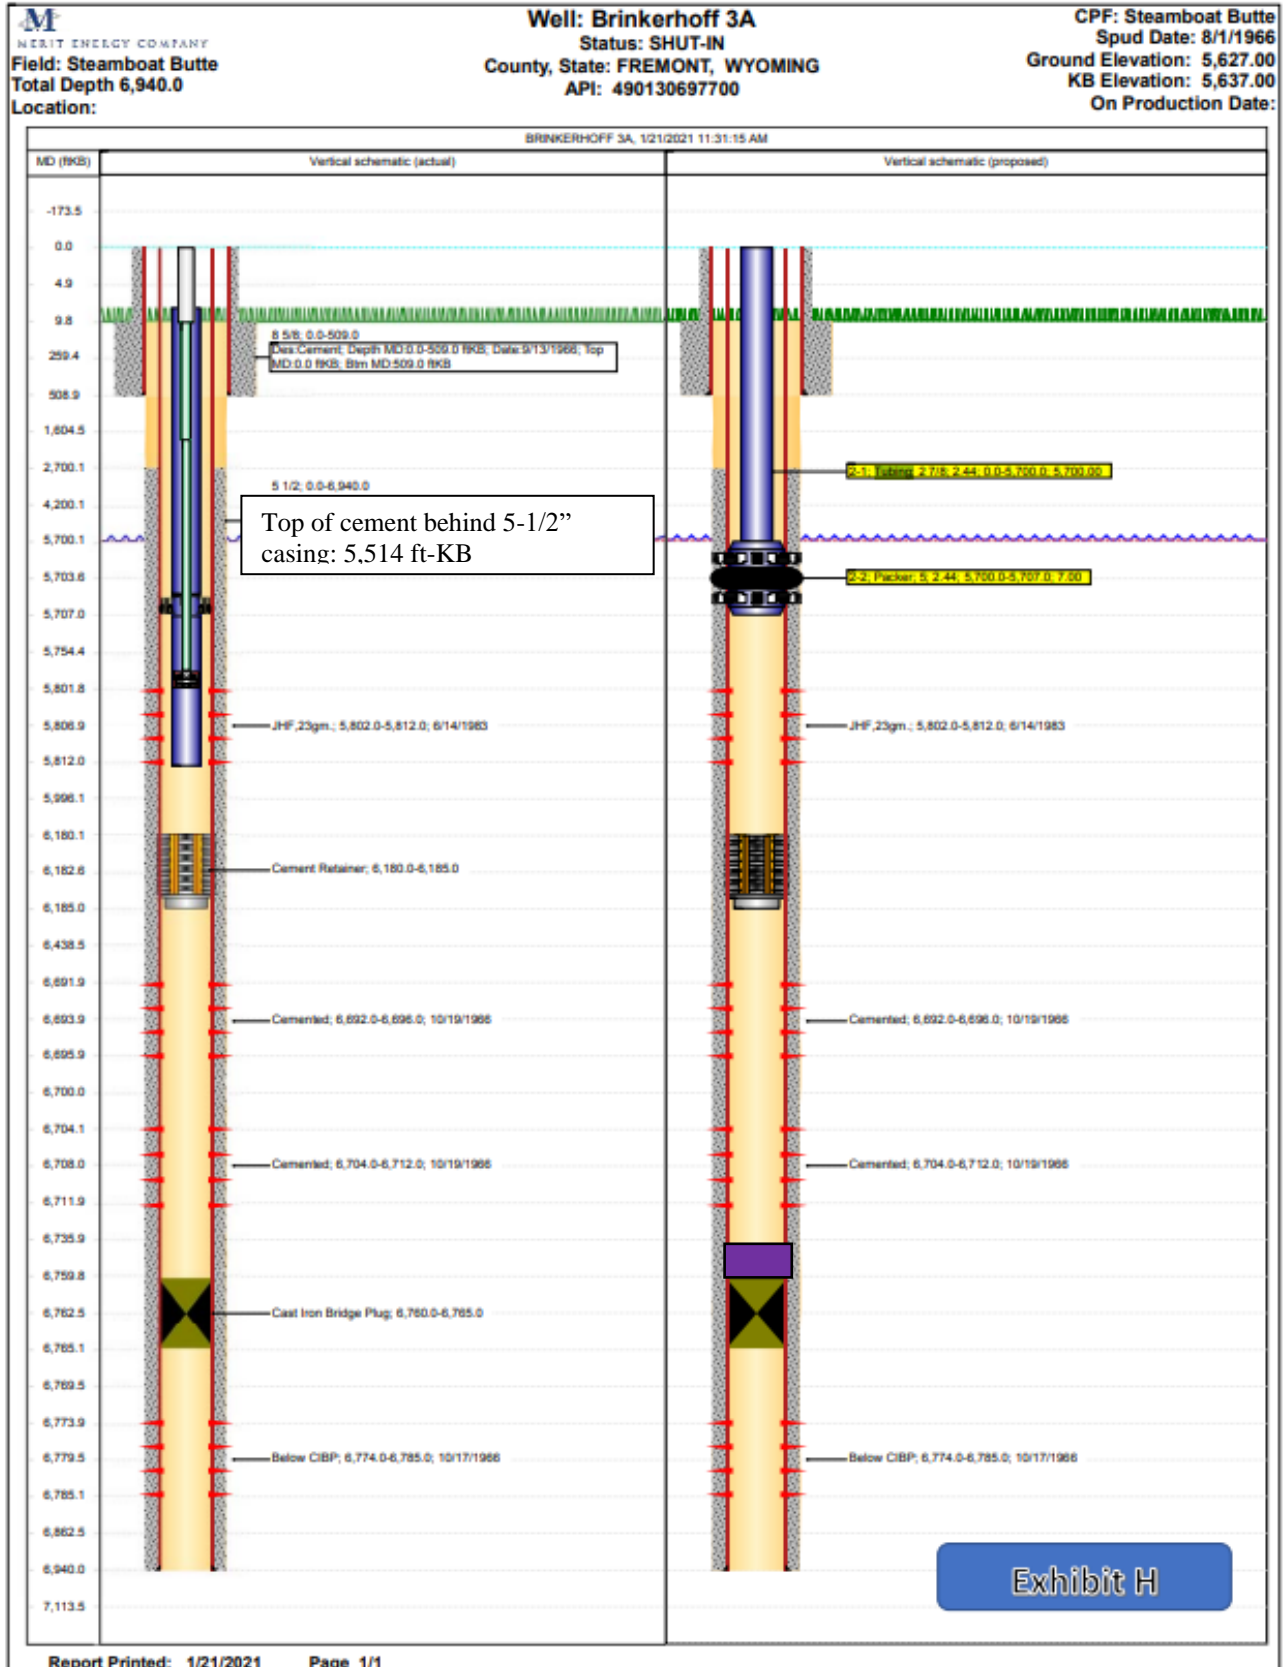 M
MERIT ENERGY COMPANY
Field: Steamboat Butte
Total Depth 6,940.0
Location:
Well: Brinkerhoff 3A
Status: SHUT-IN
County, State: FREMONT, WYOMING
API: 490130697700
CPF: Steamboat Butte
Spud Date: 8/1/1966
Ground Elevation: 5,627.00
KB Elevation: 5,637.00
On Production Date:
BRINKERHOFF 3A, 1/21/2021 11:31:15 AM
MD (ftKB)
Vertical schematic (actual)
Vertical schematic (proposed)
-173.5
0.0
4.9
9.8
259.4
508.9
1,604.5
2,700.1
4,200.1
5,700.1
5,703.6
5,707.0
5,754.4
5,801.8
5,806.9
5,812.0
5,996.1
6,180.1
6,182.6
6,185.0
6,438.5
6,691.9
6,693.9
6,695.9
6,700.0
6,704.1
6,708.0
6,711.9
6,735.9
6,759.8
6,762.5
6,765.1
6,769.5
6,773.9
6,779.5
6,785.1
6,862.5
6,940.0
7,113.5
8 5/8; 0.0-509.0
Des:Cement; Depth MD:0.0-509.0 ftKB; Date:9/13/1966; Top
MD:0.0 ftKB; Btm MD:509.0 ftKB
5 1/2; 0.0-6,940.0
Top of cement behind 5-1/2”
casing: 5,514 ft-KB
JHF,23gm.; 5,802.0-5,812.0; 6/14/1983
Cement Retainer; 6,180.0-6,185.0
Cemented; 6,692.0-6,696.0; 10/19/1966
Cemented; 6,704.0-6,712.0; 10/19/1966
Cast Iron Bridge Plug; 6,760.0-6,765.0
Below CIBP; 6,774.0-6,785.0; 10/17/1966
2-1; Tubing; 2 7/8; 2.44; 0.0-5,700.0; 5,700.00
2-2; Packer; 5; 2.44; 5,700.0-5,707.0; 7.00
JHF,23gm.; 5,802.0-5,812.0; 6/14/1983
Cemented; 6,692.0-6,696.0; 10/19/1966
Cemented; 6,704.0-6,712.0; 10/19/1966
Below CIBP; 6,774.0-6,785.0; 10/17/1966
Exhibit H
Report Printed: 1/21/2021
Page 1/1